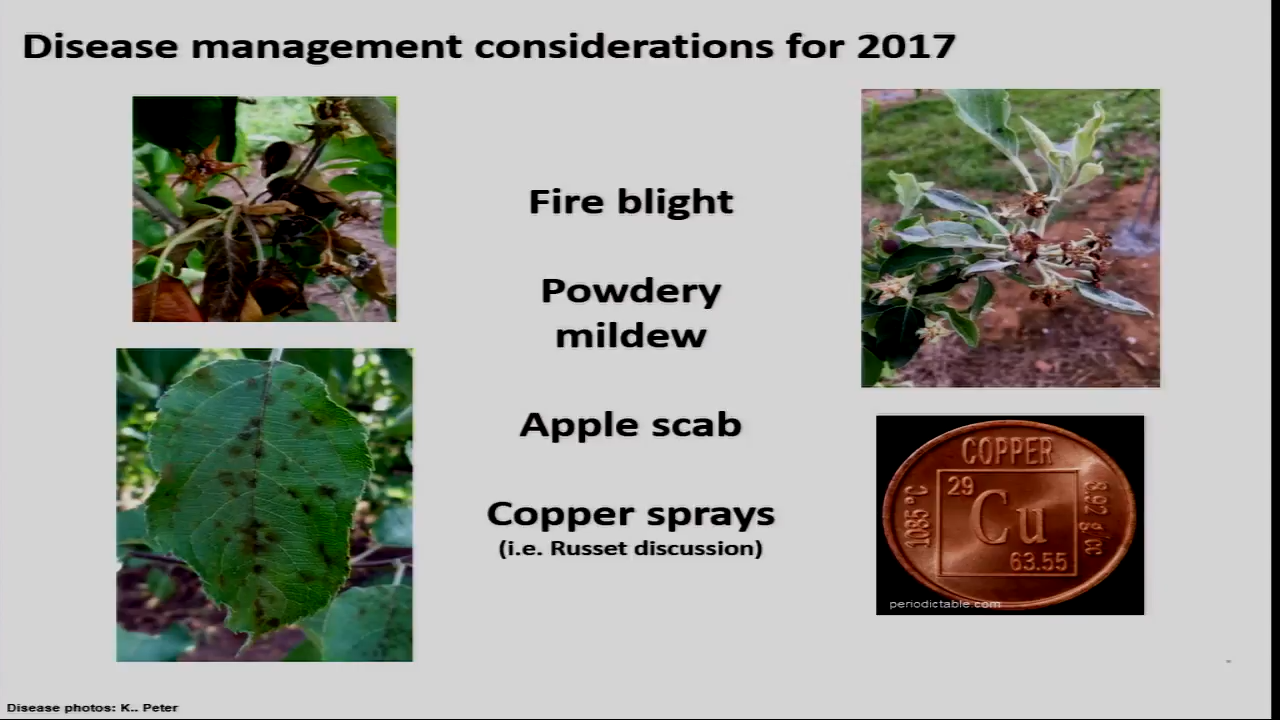 Disease management considerations for 2017
Fire blight
Powdery
mildew
Apple scab
Copper sprays
(i.e. Russet discussion)
COPPER
29
Cu
63.55
1085 °C
8.92 g/cc
periodictable.com
Disease photos: K.. Peter